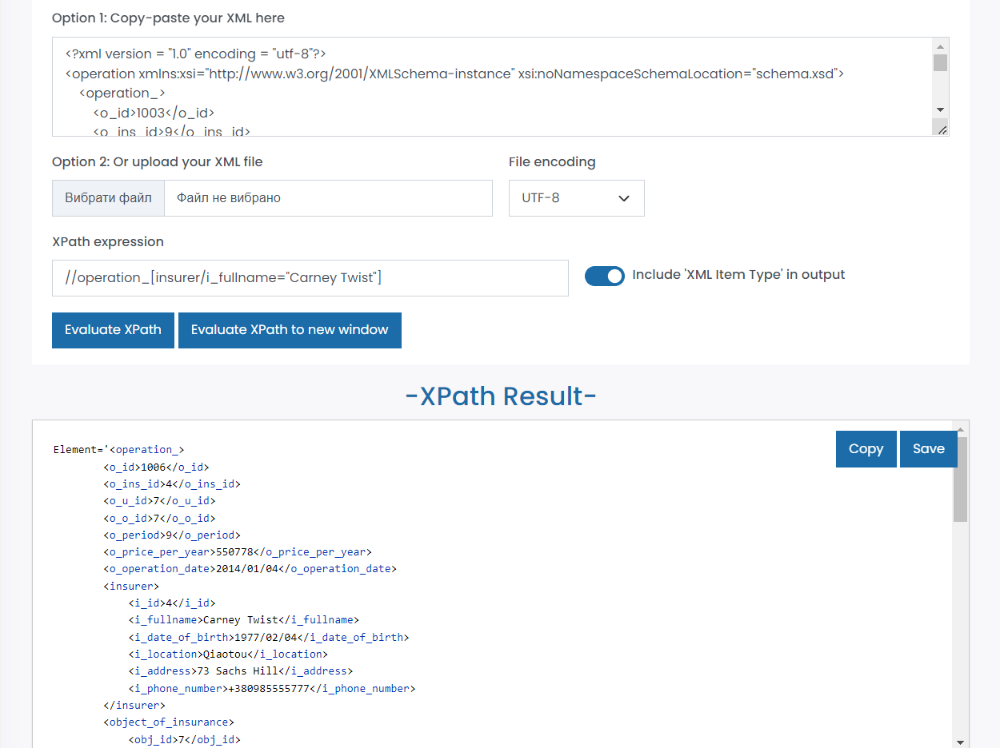 Option 1: Copy-paste your XML here
<?xml version = "1.0" encoding = "utf-8"?>
<operation xmlns:xsi="http://www.w3.org/2001/XMLSchema-instance" xsi:noNamespaceSchemaLocation="schema.xsd">
<operation_>
<o_id>1003</o_id>
<o_ins_id>9</o_ins_id>
Option 2: Or upload your XML file
File encoding
Вибрати файл Файл не вибрано
UTF-8
XPath expression
//operation_[insurer/i_fullname="Carney Twist"]
Include 'XML Item Type' in output
Evaluate XPath
Evaluate XPath to new window
-XPath Result-
Copy
Save
Element='<operation_>
<o_id>1006</o_id>
<o_ins_id>4</o_ins_id>
<o_u_id>7</o_u_id>
<o_o_id>7</o_o_id>
<o_period>9</o_period>
<o_price_per_year>550778</o_price_per_year>
<o_operation_date>2014/01/04</o_operation_date>
<insurer>
<i_id>4</i_id>
<i_fullname>Carney Twist</i_fullname>
<i_date_of_birth>1977/02/04</i_date_of_birth>
<i_location>Qiaotou</i_location>
<i_address>73 Sachs Hill</i_address>
<i_phone_number>+380985555777</i_phone_number>
</insurer>
<object_of_insurance>
<obj_id>7</obj_id>